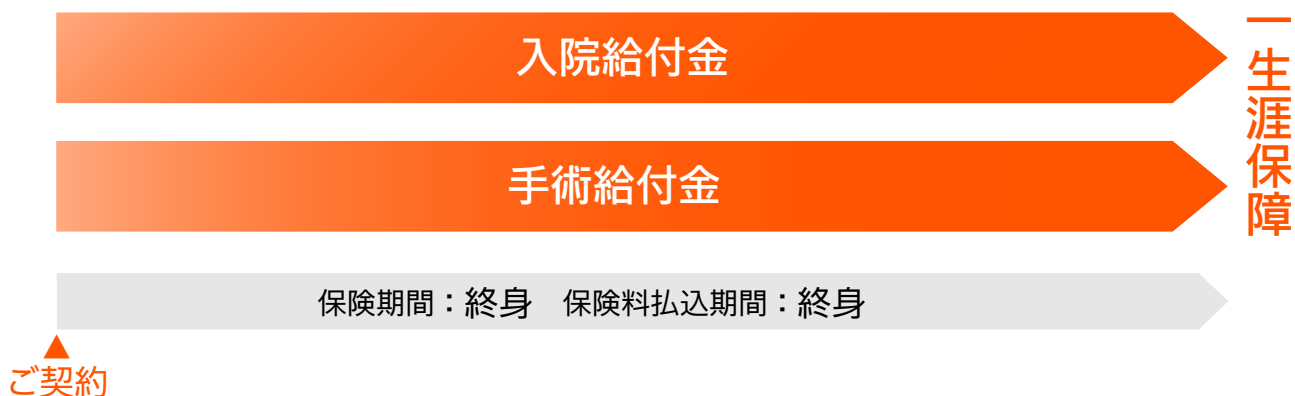 入院給付金
手術給付金
一生涯保障
保険期間：終身　保険料払込期間：終身
ご契約